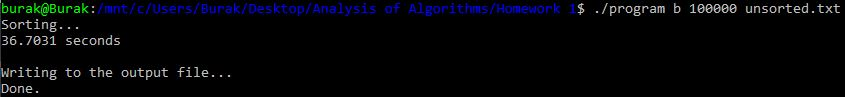 burak@Burak:/mnt/c/Users/Burak/Desktop/Analysis of Algorithms/Homework 1$ ./program b 100000 unsorted.txt
Sorting...
36.7031 seconds

Writing to the output file...
Done.